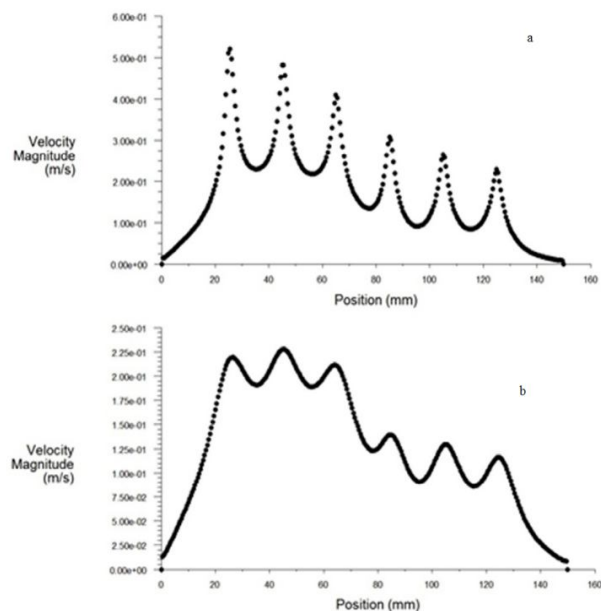 a
6.00e-01
5.00e-01
4.00e-01
3.00e-01
2.00e-01
1.00e-01
0.00e+00
Velocity
Magnitude
(m/s)
0 20 40 60 80 100 120 140 160
Position (mm)
b
2.50e-01
2.25e-01
2.00e-01
1.75e-01
1.50e-01
1.25e-01
1.00e-01
7.50e-02
5.00e-02
2.50e-02
0.00e+00
Velocity
Magnitude
(m/s)
0 20 40 60 80 100 120 140 160
Position (mm)